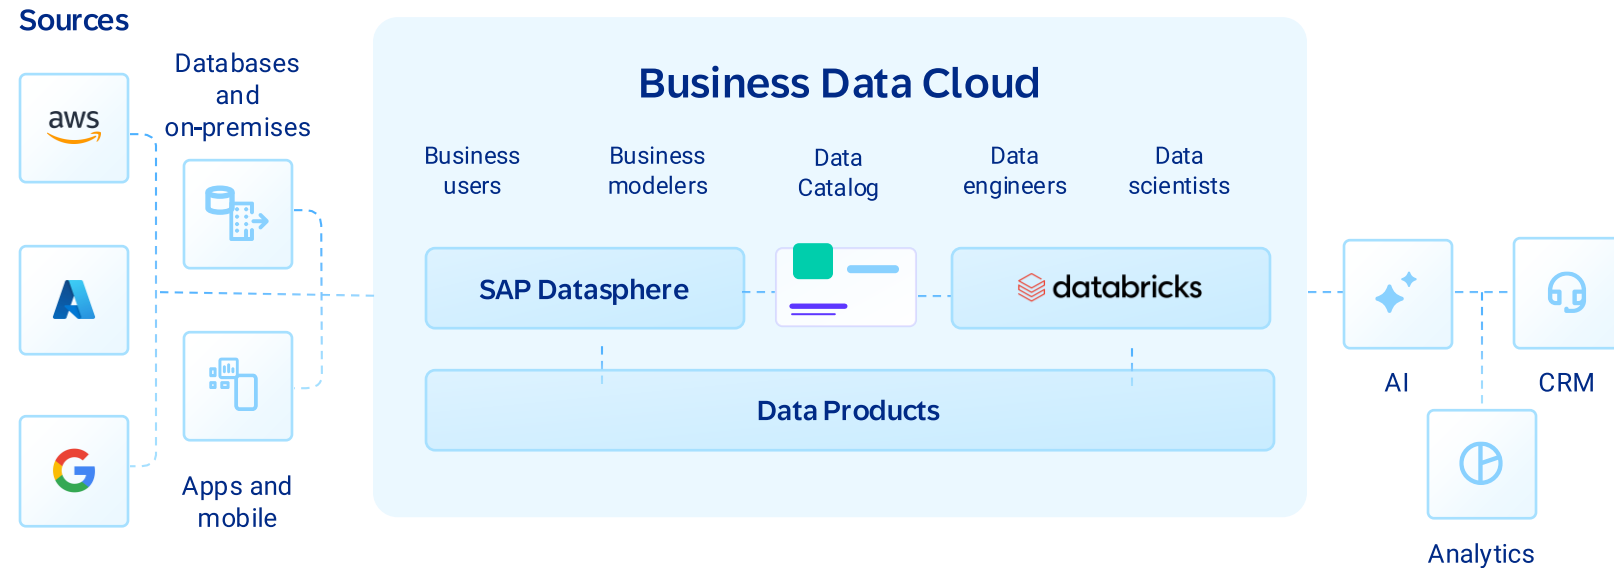 Sources
aws
Databases
and
on-premises
Apps and
mobile
Business Data Cloud
Business
users
Business
modelers
Data
Catalog
Data
engineers
Data
scientists
SAP Datasphere
databricks
Data Products
AI
CRM
Analytics